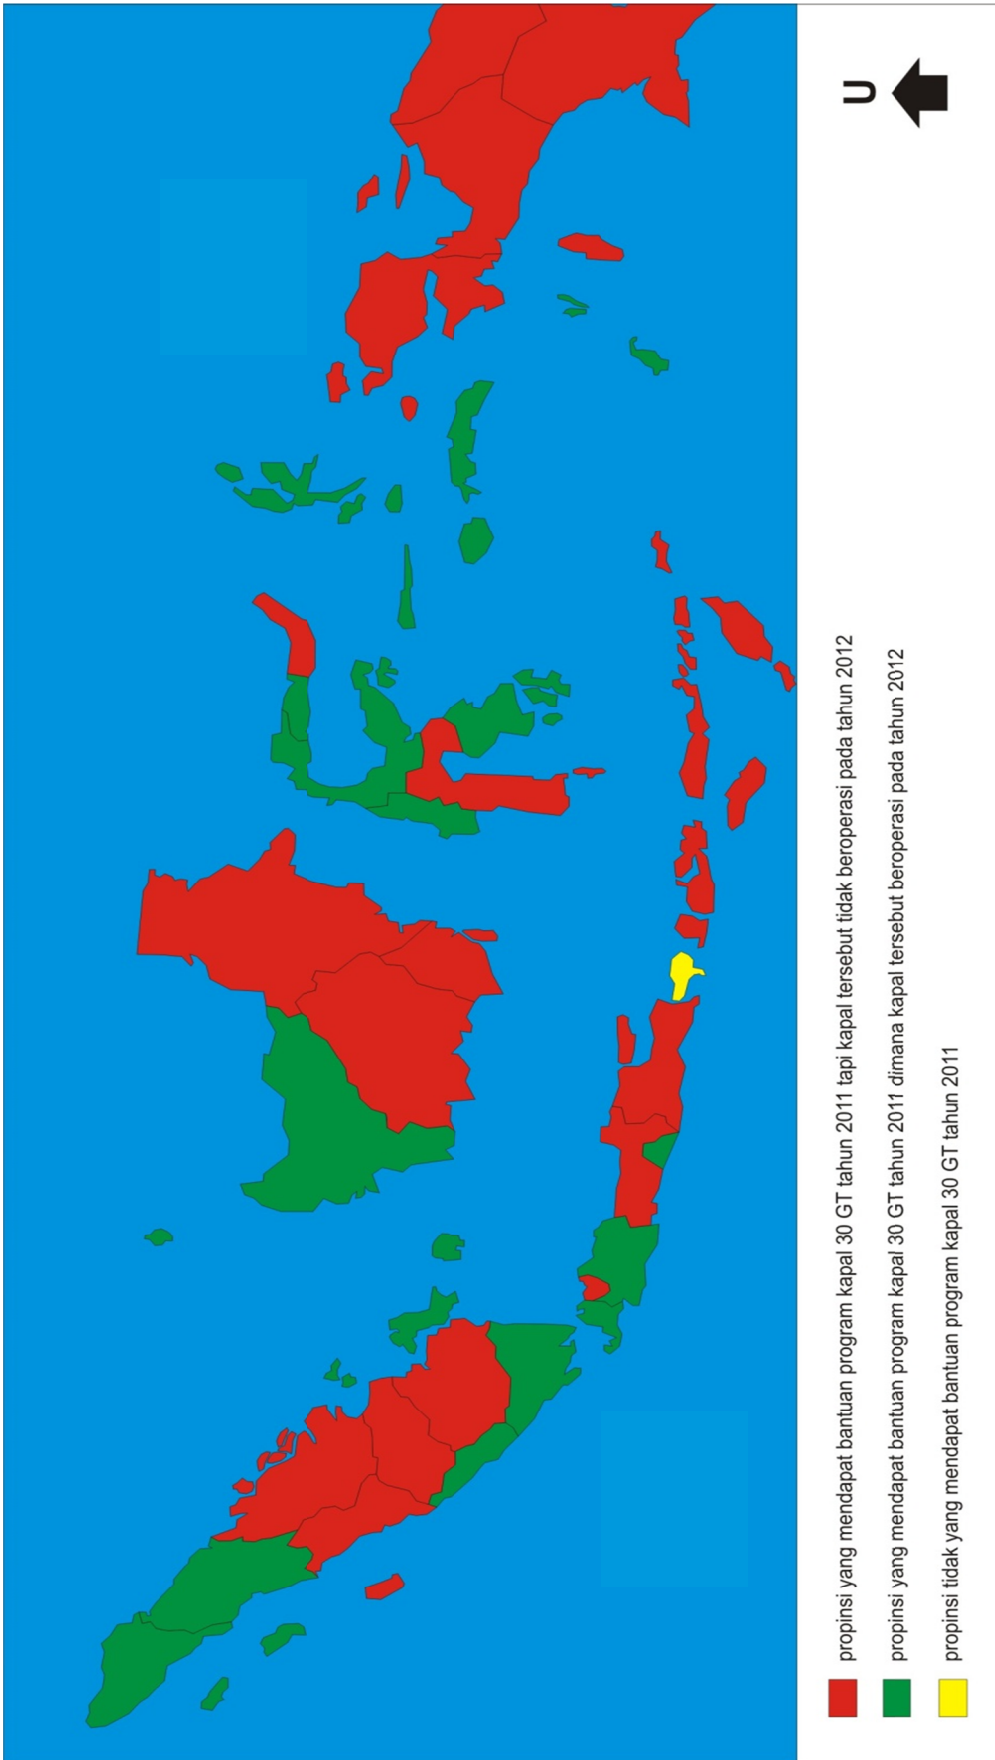 U
propinsi yang mendapat bantuan program kapal 30 GT tahun 2011 tapi kapal tersebut tidak beroperasi pada tahun 2012
propinsi yang mendapat bantuan program kapal 30 GT tahun 2011 dimana kapal tersebut beroperasi pada tahun 2012
propinsi tidak yang mendapat bantuan program kapal 30 GT tahun 2011